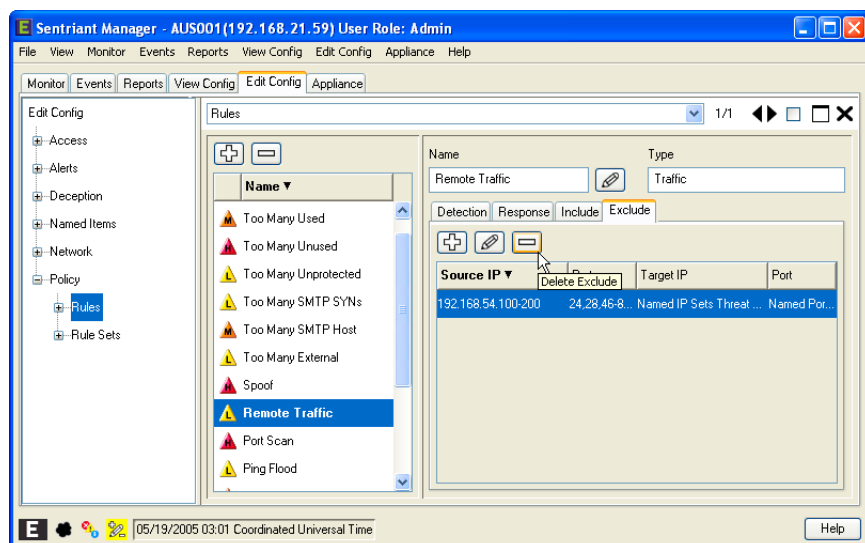 E Sentriant Manager - AUS001(192.168.21.59) User Role: Admin
File View Monitor Events Reports View Config Edit Config Appliance Help
Monitor Events Reports View Config Edit Config Appliance
Edit Config
Access
Alerts
Deception
Named Items
Network
Policy
Rules
Rule Sets
Rules 1/1
Name ▼
M Too Many Used
H Too Many Unused
L Too Many Unprotected
L Too Many SMTP SYNs
M Too Many SMTP Host
L Too Many External
H Spoof
L Remote Traffic
H Port Scan
L Ping Flood
Name Type
Remote Traffic Traffic
Detection Response Include Exclude
Source IP ▼ Target IP Port
Delete Exclude
192.168.54.100-200 24,28,46-8... Named IP Sets Threat ... Named Por...
E 05/19/2005 03:01 Coordinated Universal Time Help